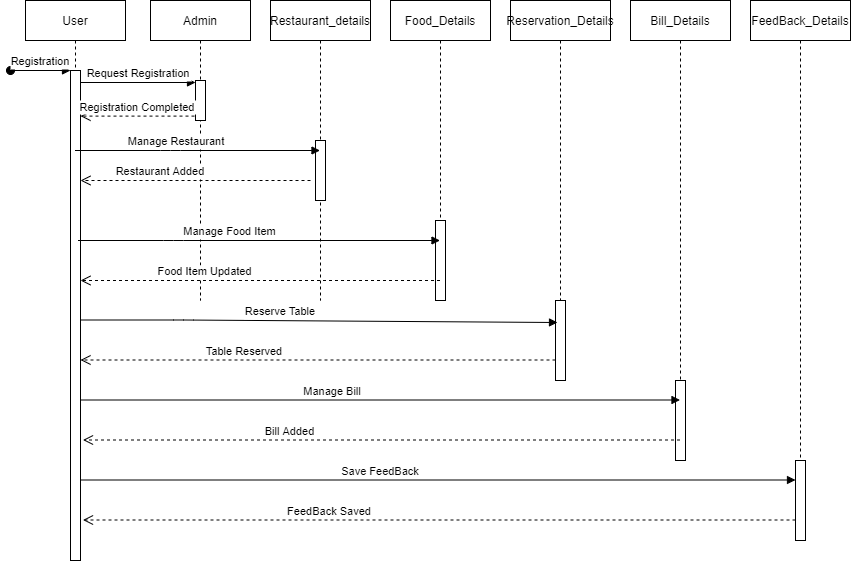 User
Admin
Restaurant_details
Food_Details
Reservation_Details
Bill_Details
FeedBack_Details
Registration
Request Registration
Registration Completed
Manage Restaurant
Restaurant Added
Manage Food Item
Food Item Updated
Reserve Table
Table Reserved
Manage Bill
Bill Added
Save FeedBack
FeedBack Saved